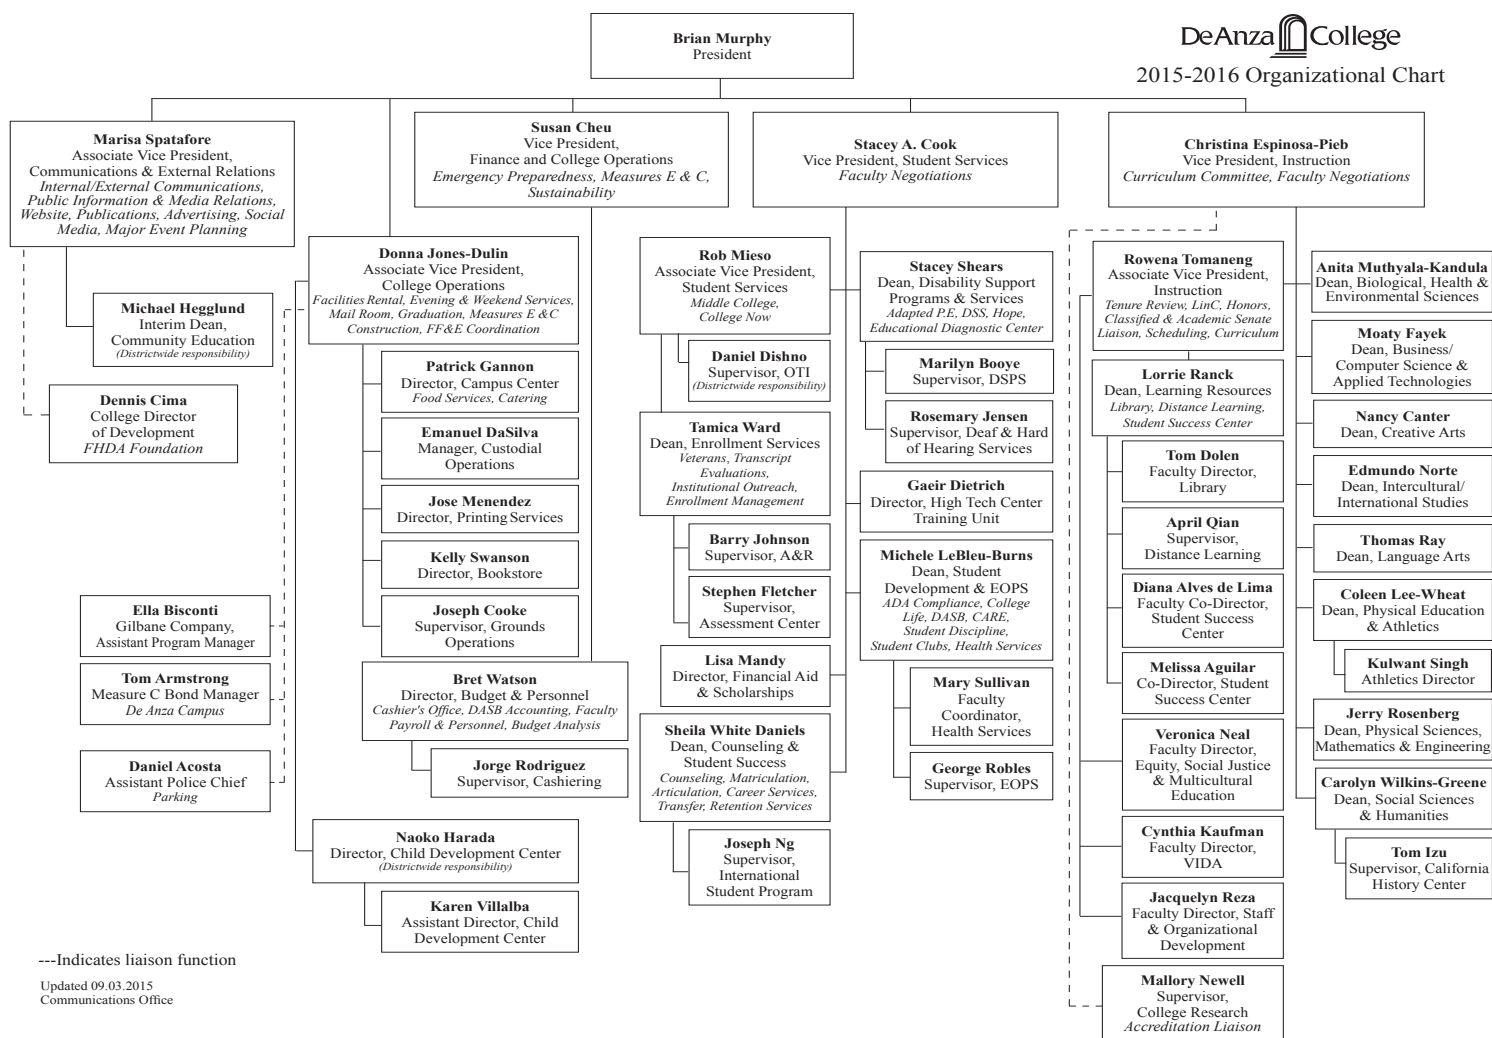 Brian Murphy
President
DeAnza College
2015-2016 Organizational Chart
Marisa Spatafore
Associate Vice President,
Communications & External Relations
Internal/External Communications,
Public Information & Media Relations,
Website, Publications, Advertising, Social
Media, Major Event Planning
Michael Hegglund
Interim Dean,
Community Education
(Districtwide responsibility)
Dennis Cima
College Director
of Development
FHDA Foundation
Donna Jones-Dulin
Associate Vice President,
College Operations
Facilities Rental, Evening & Weekend Services,
Mail Room, Graduation, Measures E &C
Construction, FF&E Coordination
Patrick Gannon
Director, Campus Center
Food Services, Catering
Emanuel DaSilva
Manager, Custodial
Operations
Jose Menendez
Director, Printing Services
Kelly Swanson
Director, Bookstore
Joseph Cooke
Supervisor, Grounds
Operations
Ella Bisconti
Gilbane Company,
Assistant Program Manager
Tom Armstrong
Measure C Bond Manager
De Anza Campus
Daniel Acosta
Assistant Police Chief
Parking
Naoko Harada
Director, Child Development Center
(Districtwide responsibility)
Karen Villalba
Assistant Director, Child
Development Center
Susan Cheu
Vice President,
Finance and College Operations
Emergency Preparedness, Measures E & C,
Sustainability
Bret Watson
Director, Budget & Personnel
Cashier's Office, DASB Accounting, Faculty
Payroll & Personnel, Budget Analysis
Jorge Rodriguez
Supervisor, Cashiering
Stacey A. Cook
Vice President, Student Services
Faculty Negotiations
Rob Mieso
Associate Vice President,
Student Services
Middle College,
College Now
Daniel Dishno
Supervisor, OTI
(Districtwide responsibility)
Tamica Ward
Dean, Enrollment Services
Veterans, Transcript
Evaluations,
Institutional Outreach,
Enrollment Management
Barry Johnson
Supervisor, A&R
Stephen Fletcher
Supervisor,
Assessment Center
Lisa Mandy
Director, Financial Aid
& Scholarships
Sheila White Daniels
Dean, Counseling &
Student Success
Counseling, Matriculation,
Articulation, Career Services,
Transfer, Retention Services
Joseph Ng
Supervisor,
International
Student Program
Stacey Shears
Dean, Disability Support
Programs & Services
Adapted P.E, DSS, Hope,
Educational Diagnostic Center
Marilyn Booye
Supervisor, DSPS
Rosemary Jensen
Supervisor, Deaf & Hard
of Hearing Services
Gaeir Dietrich
Director, High Tech Center
Training Unit
Michele LeBleu-Burns
Dean, Student
Development & EOPS
ADA Compliance, College
Life, DASB, CARE,
Student Discipline,
Student Clubs, Health Services
Mary Sullivan
Faculty
Coordinator,
Health Services
George Robles
Supervisor, EOPS
Christina Espinosa-Pieb
Vice President, Instruction
Curriculum Committee, Faculty Negotiations
Rowena Tomaneng
Associate Vice President,
Instruction
Tenure Review, LinC, Honors,
Classified & Academic Senate
Liaison, Scheduling, Curriculum
Lorrie Ranck
Dean, Learning Resources
Library, Distance Learning,
Student Success Center
Tom Dolen
Faculty Director,
Library
April Qian
Supervisor,
Distance Learning
Diana Alves de Lima
Faculty Co-Director,
Student Success
Center
Melissa Aguilar
Co-Director, Student
Success Center
Veronica Neal
Faculty Director,
Equity, Social Justice
& Multicultural
Education
Cynthia Kaufman
Faculty Director,
VIDA
Jacquelyn Reza
Faculty Director, Staff
& Organizational
Development
Mallory Newell
Supervisor,
College Research
Accreditation Liaison
Anita Muthyala-Kandula
Dean, Biological, Health &
Environmental Sciences
Moaty Fayek
Dean, Business/
Computer Science &
Applied Technologies
Nancy Canter
Dean, Creative Arts
Edmundo Norte
Dean, Intercultural/
International Studies
Thomas Ray
Dean, Language Arts
Coleen Lee-Wheat
Dean, Physical Education
& Athletics
Kulwant Singh
Athletics Director
Jerry Rosenberg
Dean, Physical Sciences,
Mathematics & Engineering
Carolyn Wilkins-Greene
Dean, Social Sciences
& Humanities
Tom Izu
Supervisor, California
History Center
---Indicates liaison function
Updated 09.03.2015
Communications Office